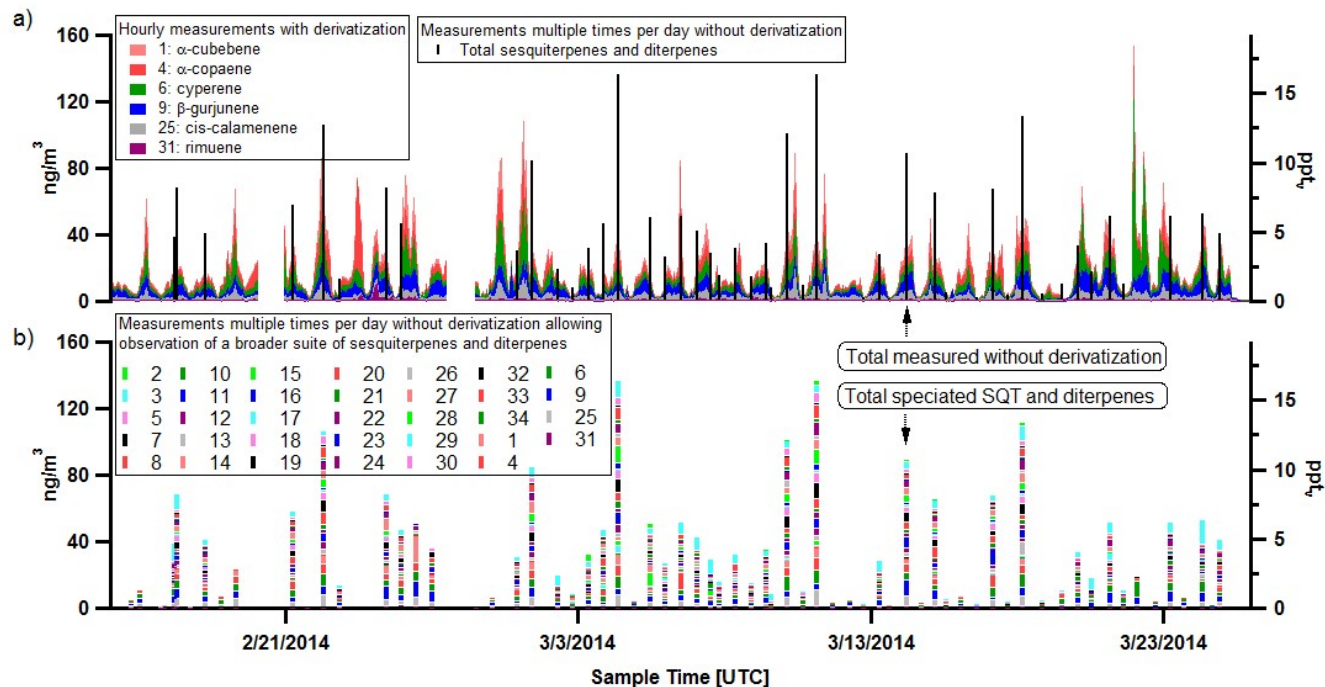 a)
160
120
80
40
0
ng/m³
Hourly measurements with derivatization
1: α-cubebene
4: α-copaene
6: cyperene
9: β-gurjunene
25: cis-calamenene
31: rimuene
Measurements multiple times per day without derivatization
Total sesquiterpenes and diterpenes
15
10
5
0
pptᵥ
b)
160
120
80
40
0
ng/m³
Measurements multiple times per day without derivatization allowing
observation of a broader suite of sesquiterpenes and diterpenes
2 10 15 20 26 32 6
3 11 16 21 27 33 9
5 12 17 22 28 34 25
7 13 18 23 29 1 31
8 14 19 24 30 4
Total measured without derivatization
Total speciated SQT and diterpenes
15
10
5
0
pptᵥ
2/21/2014 3/3/2014 3/13/2014 3/23/2014
Sample Time [UTC]